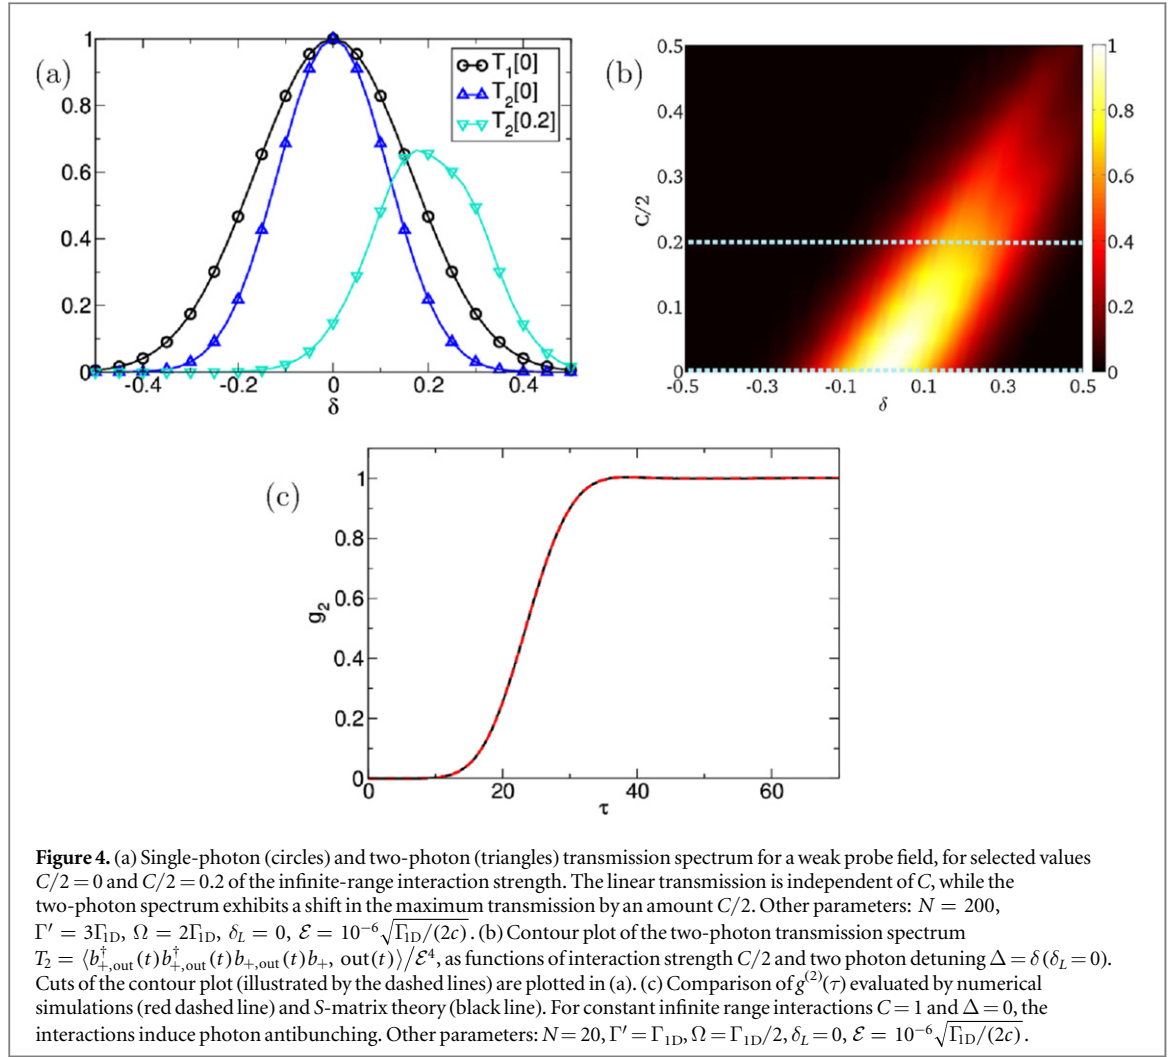 (a)
1
0.8
0.6
0.4
0.2
0
-0.4
-0.2
0
0.2
0.4
δ
T₁[0]
T₂[0]
T₂[0.2]
(b)
C/2
0.5
0.4
0.3
0.2
0.1
0
-0.5
-0.3
-0.1
0.1
0.3
0.5
δ
1
0.8
0.6
0.4
0.2
0
(c)
g₂
1
0.8
0.6
0.4
0.2
0
0
20
40
60
τ
Figure 4. (a) Single-photon (circles) and two-photon (triangles) transmission spectrum for a weak probe field, for selected values
C/2 = 0 and C/2 = 0.2 of the infinite-range interaction strength. The linear transmission is independent of C, while the
two-photon spectrum exhibits a shift in the maximum transmission by an amount C/2. Other parameters: N = 200,
Γ′ = 3Γ₁D, Ω = 2Γ₁D, δL = 0, ℰ = 10⁻⁶√(Γ₁D/(2c)). (b) Contour plot of the two-photon transmission spectrum
T₂ = ⟨b†₊,out(t)b†₊,out(t)b₊,out(t)b₊, out(t)⟩/ℰ⁴, as functions of interaction strength C/2 and two photon detuning Δ = δ (δL = 0).
Cuts of the contour plot (illustrated by the dashed lines) are plotted in (a). (c) Comparison of g⁽²⁾(τ) evaluated by numerical
simulations (red dashed line) and S-matrix theory (black line). For constant infinite range interactions C = 1 and Δ = 0, the
interactions induce photon antibunching. Other parameters: N = 20, Γ′ = Γ₁D, Ω = Γ₁D/2, δL = 0, ℰ = 10⁻⁶√(Γ₁D/(2c)).